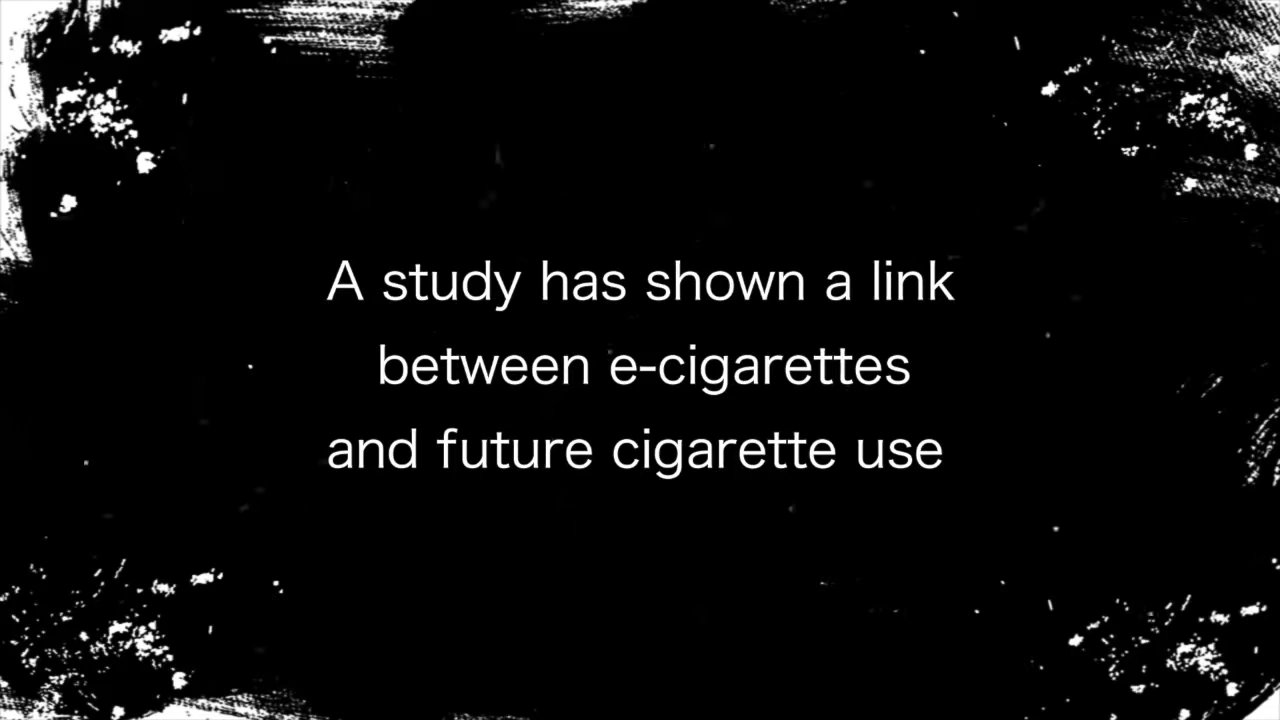 A study has shown a link
between e-cigarettes
and future cigarette use